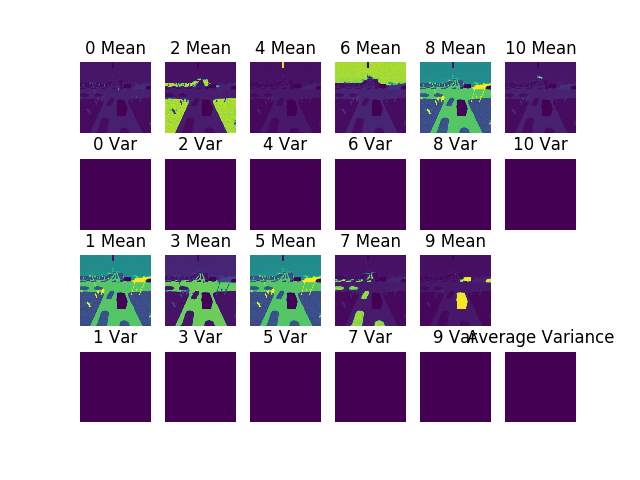 0 Mean 2 Mean 4 Mean 6 Mean 8 Mean 10 Mean
0 Var 2 Var 4 Var 6 Var 8 Var 10 Var
1 Mean 3 Mean 5 Mean 7 Mean 9 Mean
1 Var 3 Var 5 Var 7 Var 9 Var Average Variance